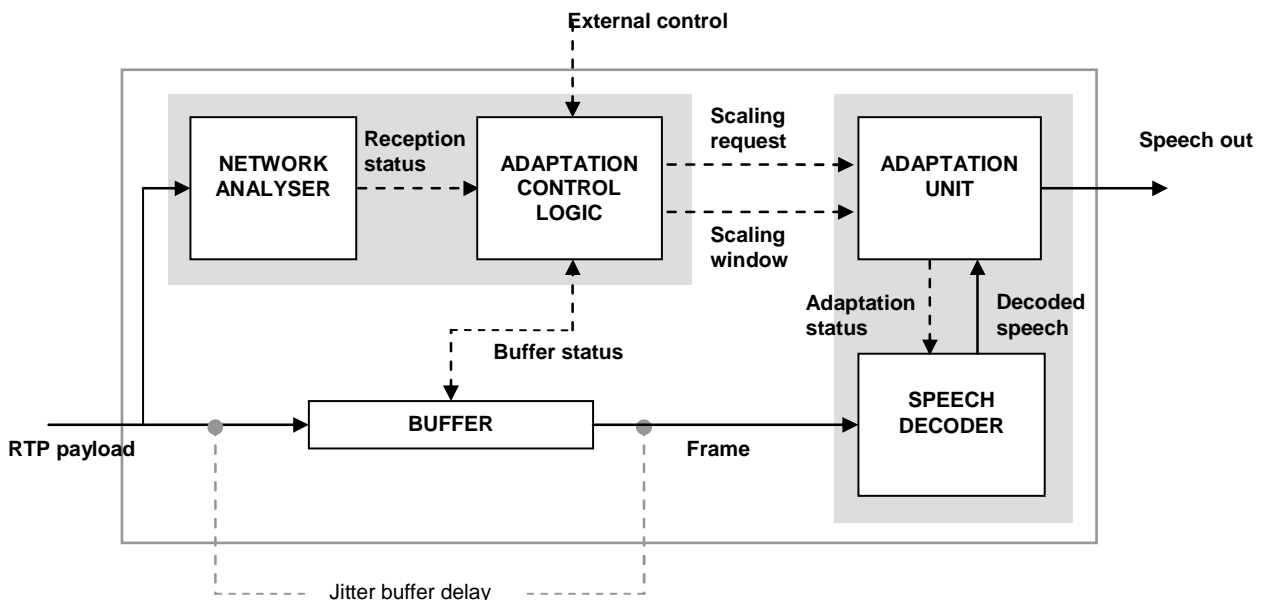 External control
NETWORK
ANALYSER
Reception
status
ADAPTATION
CONTROL
LOGIC
Scaling
request
Scaling
window
ADAPTATION
UNIT
Speech out
Adaptation
status
Decoded
speech
Buffer status
BUFFER
SPEECH
DECODER
RTP payload
Frame
Jitter buffer delay